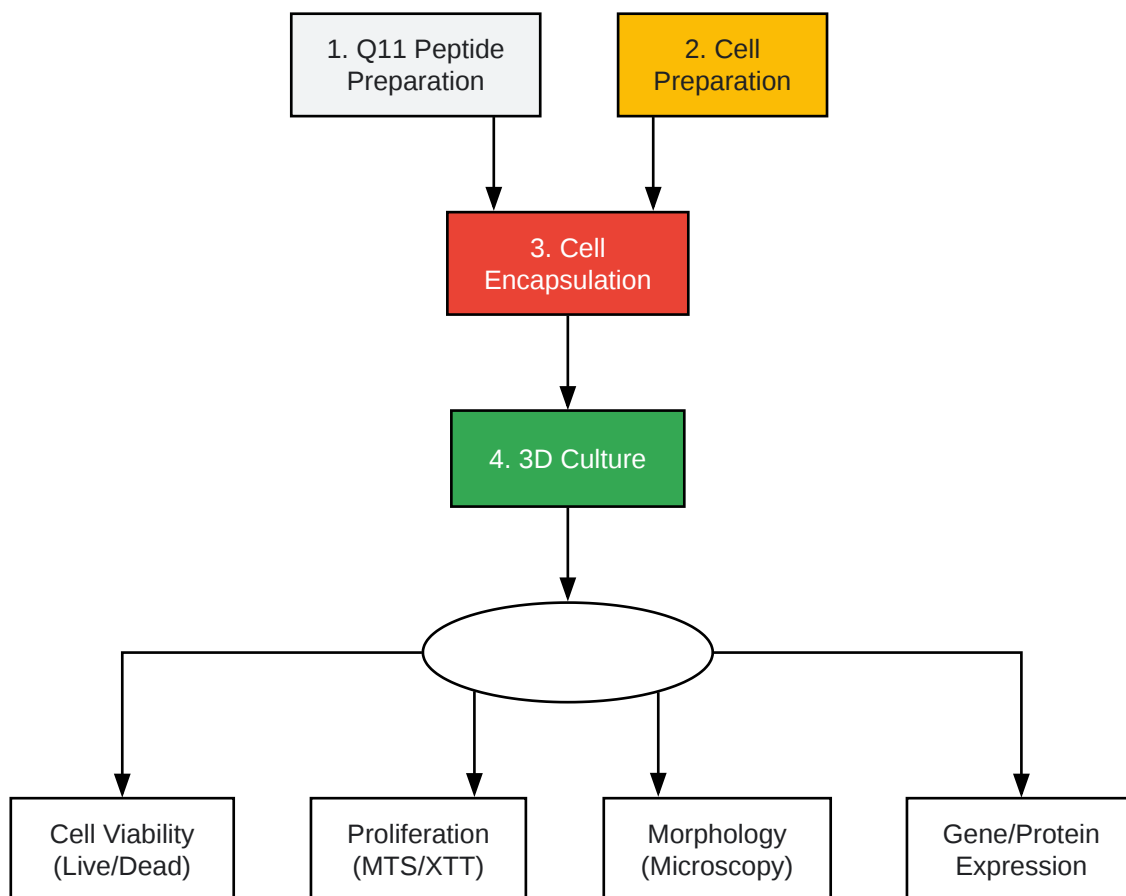 1. Q11 Peptide
Preparation
2. Cell
Preparation
3. Cell
Encapsulation
4. 3D Culture
Cell Viability
(Live/Dead)
Proliferation
(MTS/XTT)
Morphology
(Microscopy)
Gene/Protein
Expression